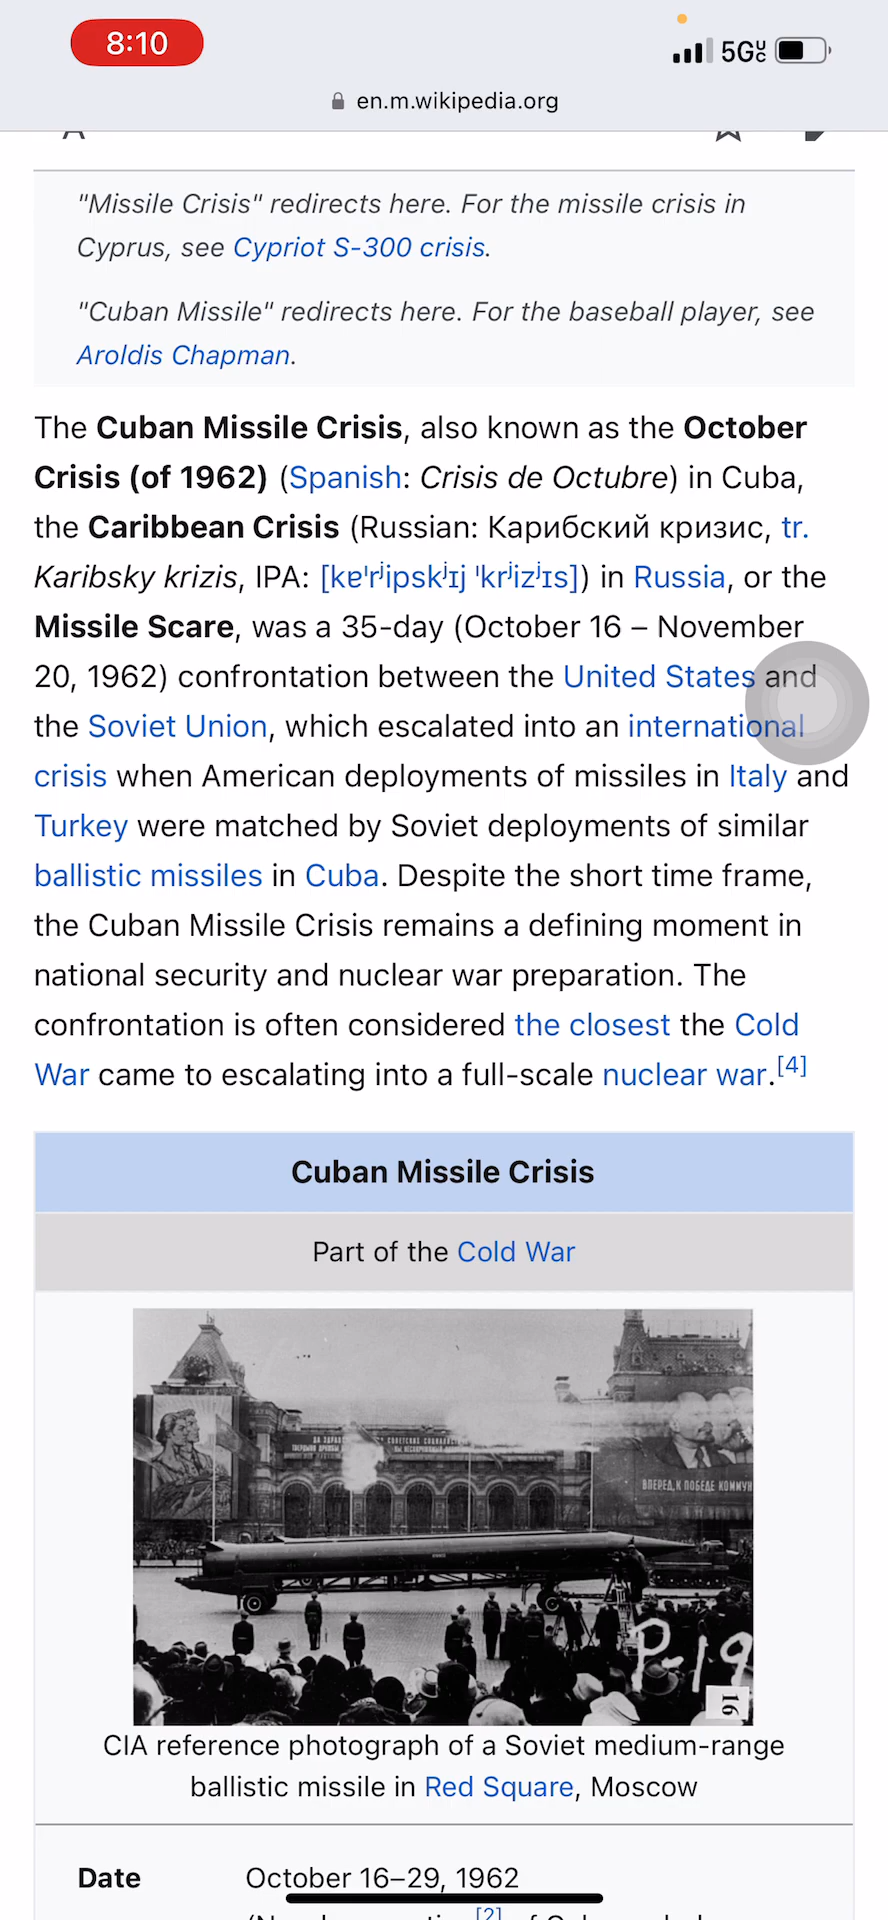 8:10
5G
en.m.wikipedia.org
"Missile Crisis" redirects here. For the missile crisis in
Cyprus, see Cypriot S-300 crisis.
"Cuban Missile" redirects here. For the baseball player, see
Aroldis Chapman.
The Cuban Missile Crisis, also known as the October
Crisis (of 1962) (Spanish: Crisis de Octubre) in Cuba,
the Caribbean Crisis (Russian: Карибский кризис, tr.
Karibsky krizis, IPA: [kɐˈrʲipskʲɪj ˈkrʲizʲɪs]) in Russia, or the
Missile Scare, was a 35-day (October 16 – November
20, 1962) confrontation between the United States and
the Soviet Union, which escalated into an international
crisis when American deployments of missiles in Italy and
Turkey were matched by Soviet deployments of similar
ballistic missiles in Cuba. Despite the short time frame,
the Cuban Missile Crisis remains a defining moment in
national security and nuclear war preparation. The
confrontation is often considered the closest the Cold
War came to escalating into a full-scale nuclear war.[4]
Cuban Missile Crisis
Part of the Cold War
ВПЕРЕД, К ПОБЕДЕ КОММУН
P-19
16
CIA reference photograph of a Soviet medium-range
ballistic missile in Red Square, Moscow
Date October 16–29, 1962
[2]